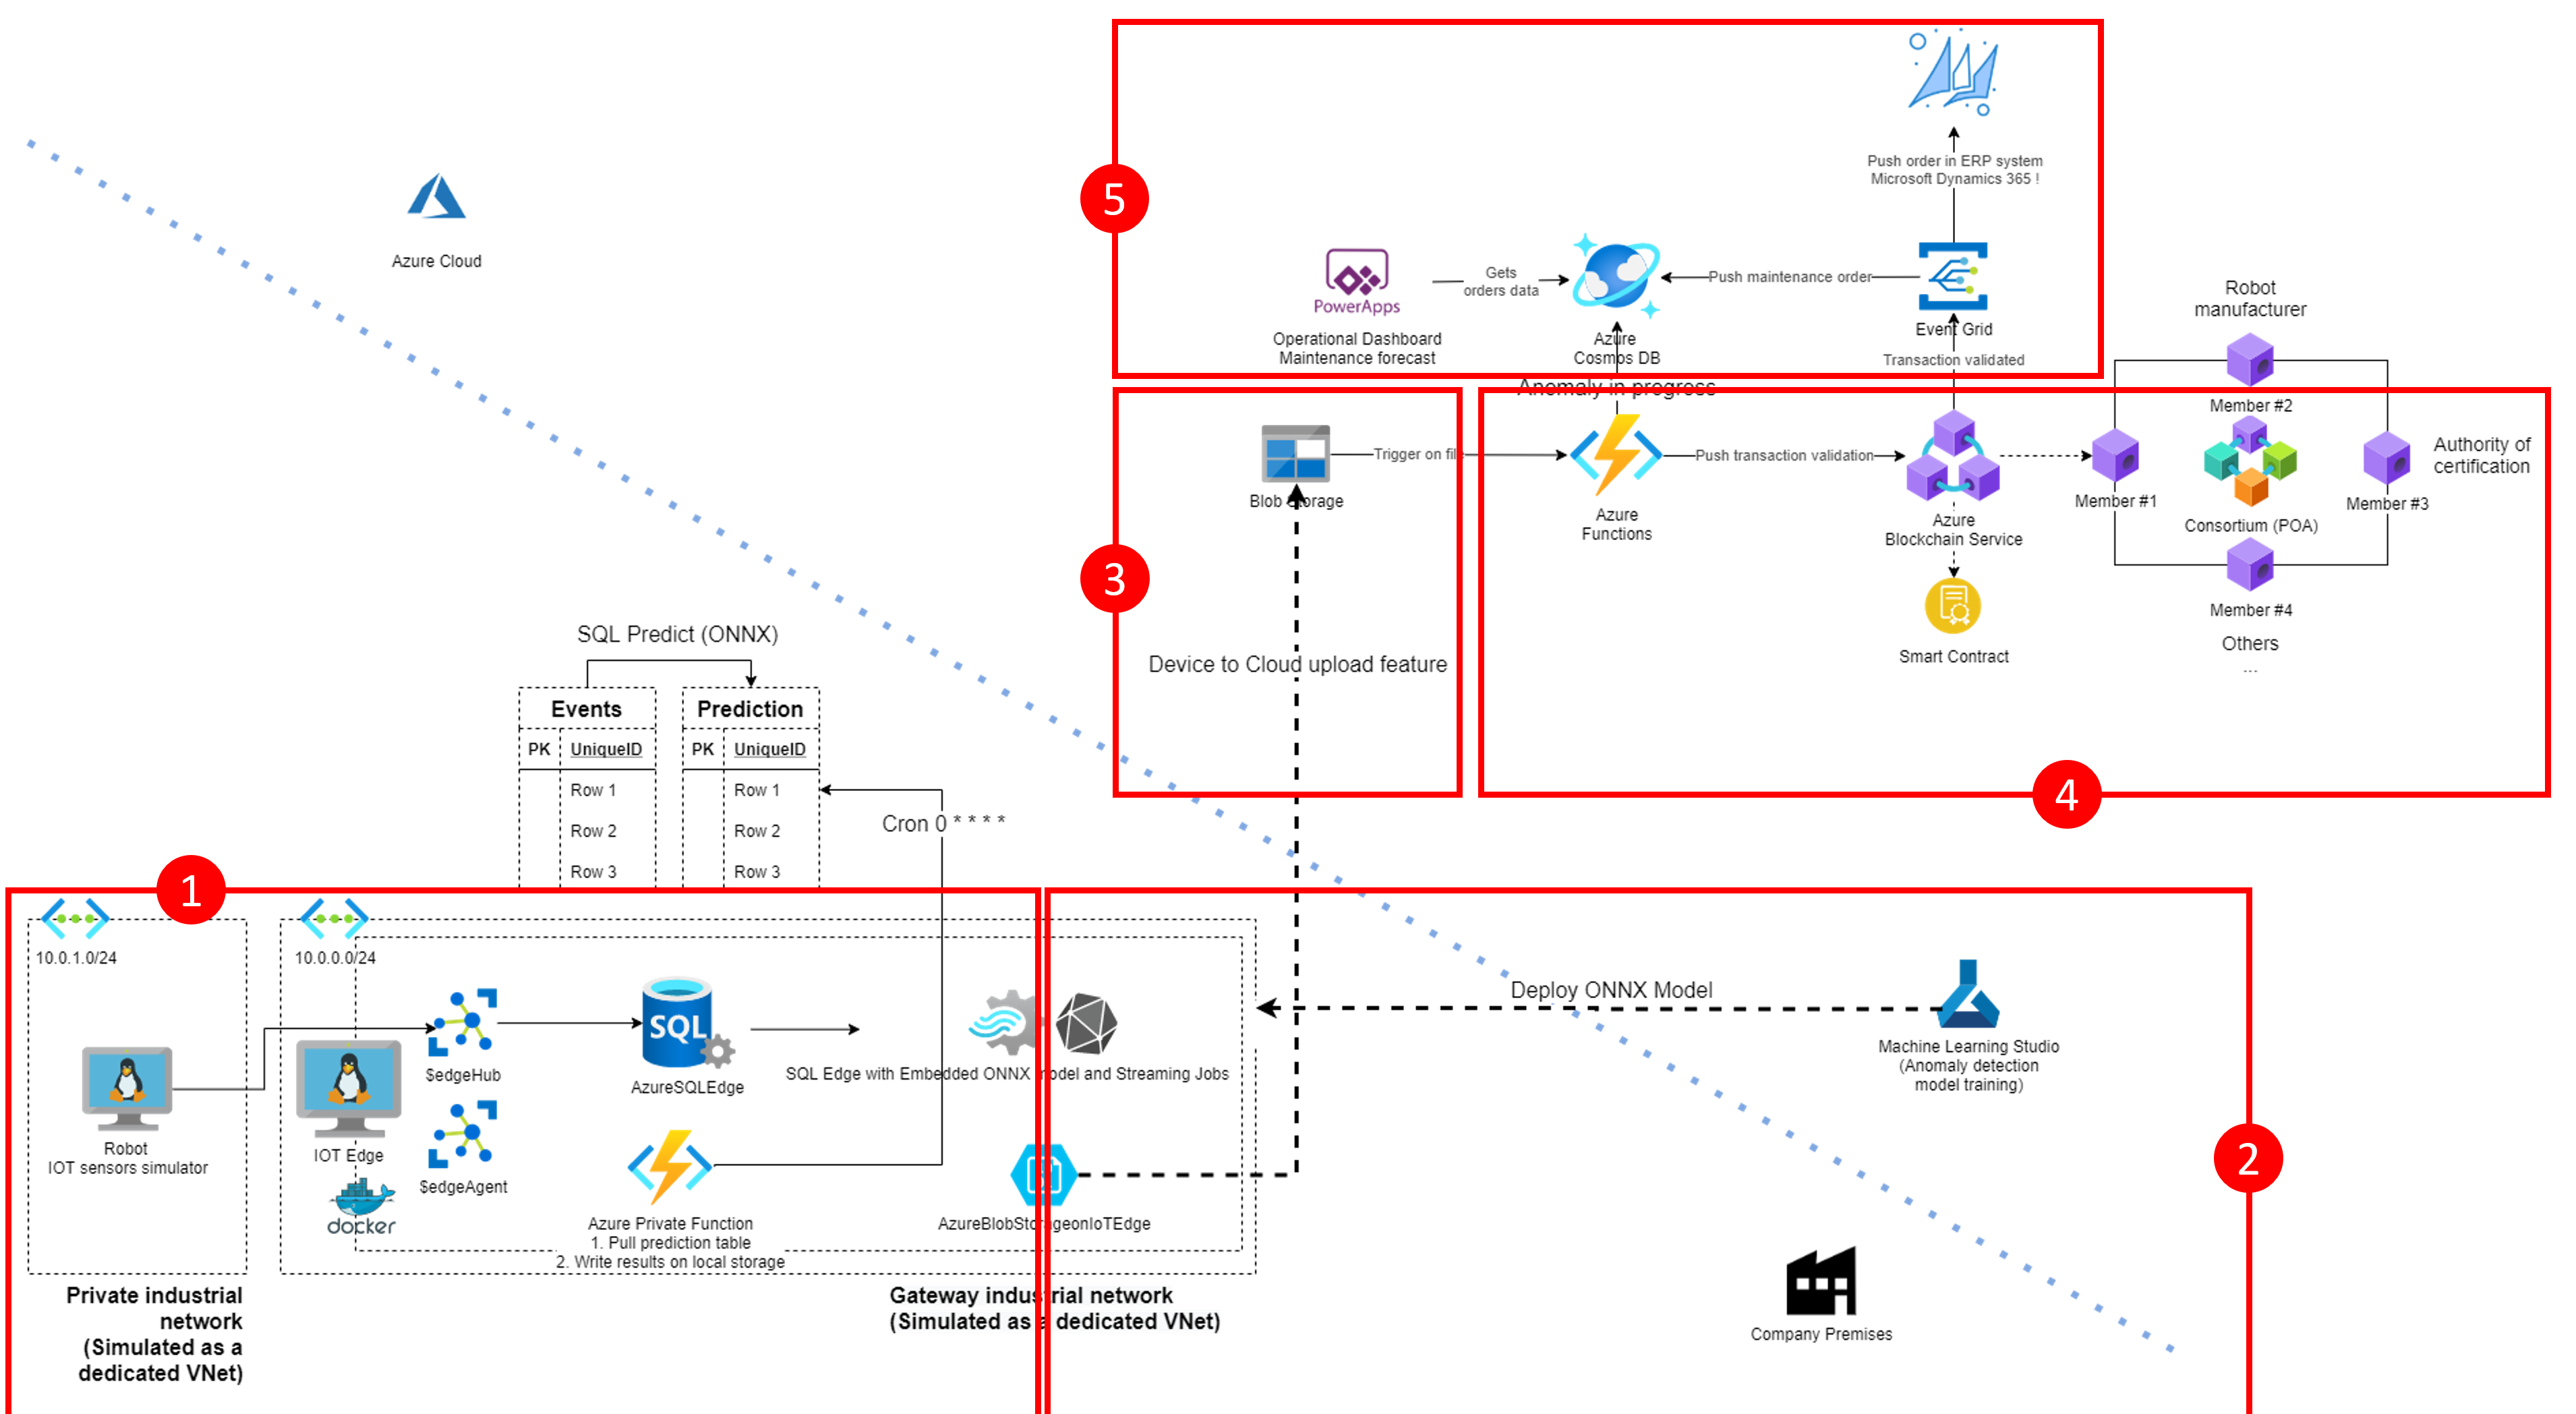 5
Push order in ERP system
Microsoft Dynamics 365 !
Azure Cloud
PowerApps
Operational Dashboard
Maintenance forecast
Gets
orders data
Azure
Cosmos DB
Push maintenance order
Event Grid
Transaction validated
Robot
manufacturer
Anomaly in progress
3
Blob Storage
Trigger on file
Device to Cloud upload feature
Azure
Functions
Push transaction validation
Azure
Blockchain Service
Smart Contract
Member #2
Member #1
Consortium (POA)
Member #3
Authority of
certification
Member #4
Others
...
4
SQL Predict (ONNX)
Events
PK
UniqueID
Row 1
Row 2
Row 3
Prediction
PK
UniqueID
Row 1
Row 2
Row 3
Cron 0 * * * *
1
10.0.1.0/24
Robot
IOT sensors simulator
Private industrial
network
(Simulated as a
dedicated VNet)
10.0.0.0/24
IOT Edge
docker
$edgeHub
$edgeAgent
SQL
AzureSQLEdge
SQL Edge with Embedded ONNX model and Streaming Jobs
Azure Private Function
1. Pull prediction table
2. Write results on local storage
AzureBlobStorageonIoTEdge
Gateway industrial network
(Simulated as a dedicated VNet)
Deploy ONNX Model
Machine Learning Studio
(Anomaly detection
model training)
2
Company Premises